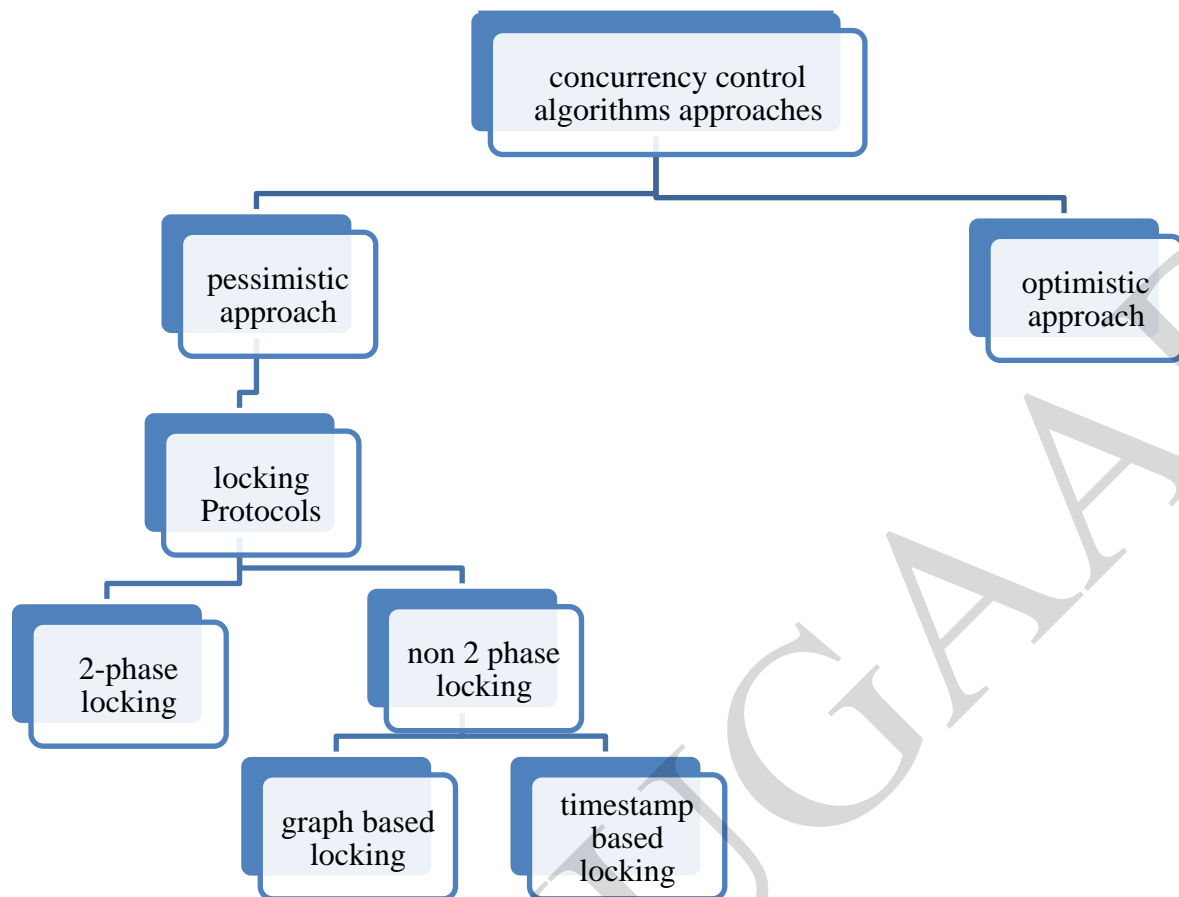 concurrency control
algorithms approaches
pessimistic
approach
optimistic
approach
locking
Protocols
2-phase
locking
non 2 phase
locking
graph based
locking
timestamp
based
locking
IJGAA